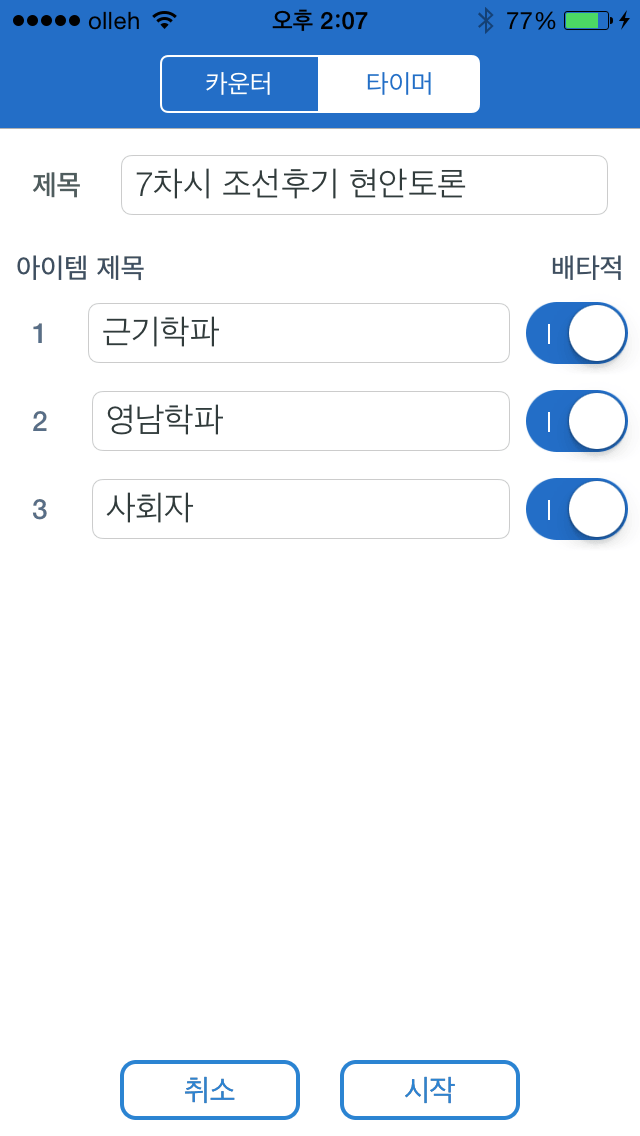 olleh 오후 2:07 77%
카운터 타이머
제목 7차시 조선후기 현안토론
아이템 제목 배타적
1 근기학파
2 영남학파
3 사회자
취소 시작